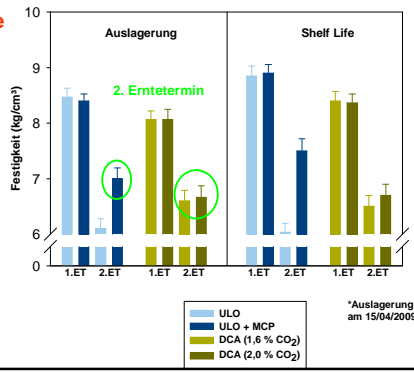 e
Auslagerung
Shelf Life
2. Erntetermin
Festigkeit (kg/cm³)
10
9
8
7
6
0
1.ET 2.ET 1.ET 2.ET 1.ET 2.ET 1.ET 2.ET
ULO
ULO + MCP
DCA (1,6 % CO₂)
DCA (2,0 % CO₂)
*Auslagerung
am 15/04/2009